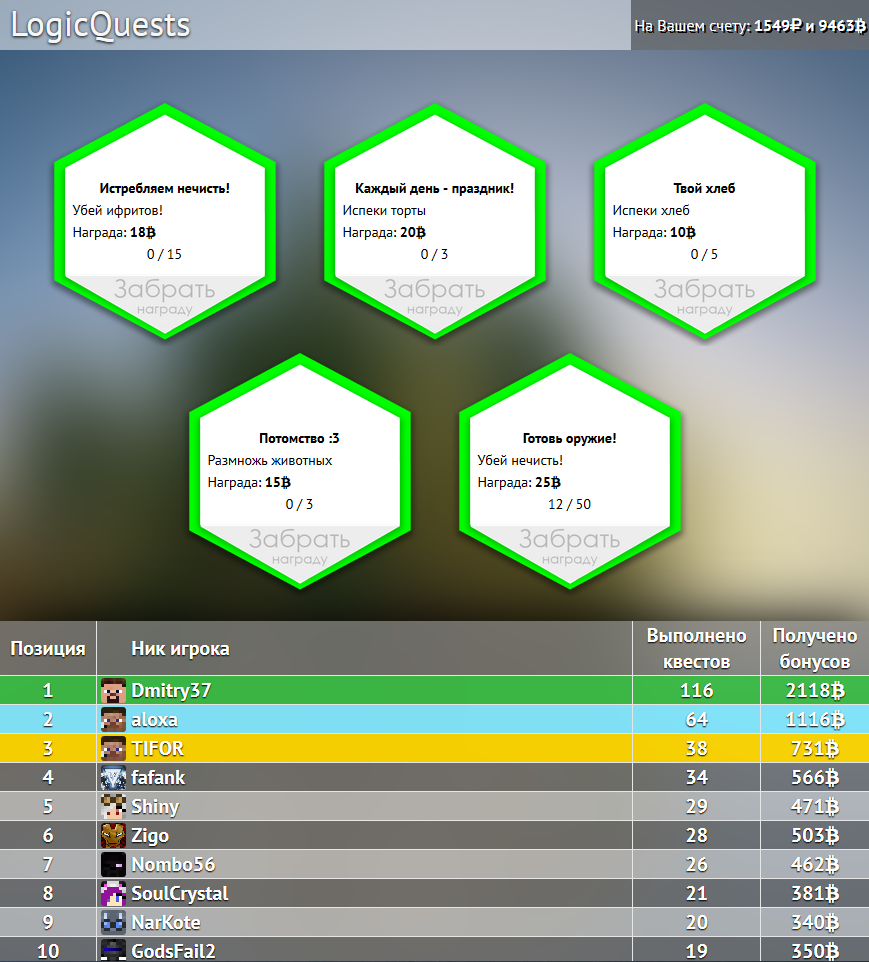 LogicQuests
На Вашем счету: 1549₽ и 9463₿
Истребляем нечисть!
Убей ифритов!
Награда: 18₿
0 / 15
Забрать
награду
Каждый день - праздник!
Испеки торты
Награда: 20₿
0 / 3
Забрать
награду
Твой хлеб
Испеки хлеб
Награда: 10₿
0 / 5
Забрать
награду
Потомство :3
Размножь животных
Награда: 15₿
0 / 3
Забрать
награду
Готовь оружие!
Убей нечисть!
Награда: 25₿
12 / 50
Забрать
награду
Позиция Ник игрока Выполнено квестов Получено бонусов
1 Dmitry37 116 2118₿
2 aloxa 64 1116₿
3 TIFOR 38 731₿
4 fafank 34 566₿
5 Shiny 29 471₿
6 Zigo 28 503₿
7 Nombo56 26 462₿
8 SoulCrystal 21 381₿
9 NarKote 20 340₿
10 GodsFail2 19 350₿